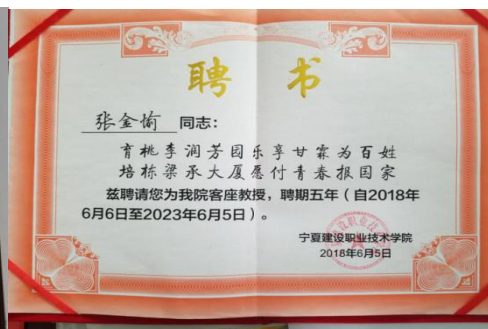 聘书
张金愉 同志：
育桃李润芳园乐享甘霖为百姓
培栋梁承大厦愿付青春报国家
兹聘请您为我院客座教授，聘期五年（自2018年
6月6日至2023年6月5日）。
宁夏建设职业技术学院
2018年6月5日